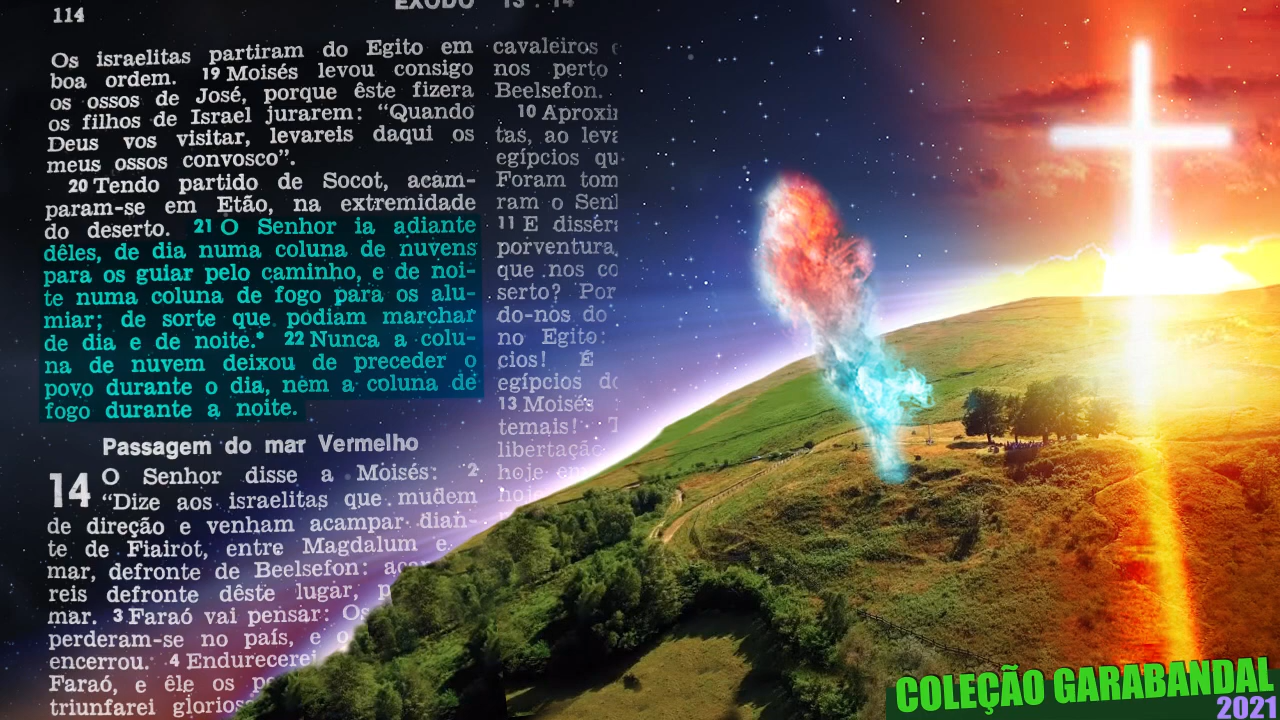 114
EXODO 13 . 14
Os israelitas partiram do Egito em
boa ordem. 19 Moisés levou consigo
os ossos de José, porque êste fizera
os filhos de Israel jurarem: “Quando
Deus vos visitar, levareis daqui os
meus ossos convosco”.
20 Tendo partido de Socot, acam-
param-se em Etão, na extremidade
do deserto. 21 O Senhor ia adiante
dêles, de dia numa coluna de nuvens
para os guiar pelo caminho, e de noi-
te numa coluna de fogo para os alu-
miar; de sorte que podiam marchar
de dia e de noite.* 22 Nunca a colu-
na de nuvem deixou de preceder o
povo durante o dia, nem a coluna de
fogo durante a noite.
Passagem do mar Vermelho
14 O Senhor disse a Moisés: 2
“Dize aos israelitas que mudem
de direção e venham acampar dian-
te de Fiairot, entre Magdalum e
mar, defronte de Beelsefon:
reis defronte dêste lugar,
mar. 3 Faraó vai pensar: Os
perderam-se no país, e o
encerrou. 4 Endurecerei
Faraó, e êle os
triunfarei
cavaleiros
nos perto
Beelsefon.
10
tas, ao
egípcios
Foram
ram o
11 E
porventura,
que nos
serto? Por
do-nos do
no Egito:
cios! É
egípcios
13 Moisés
temais!
hoje
hoje
COLEÇÃO GARABANDAL
2021